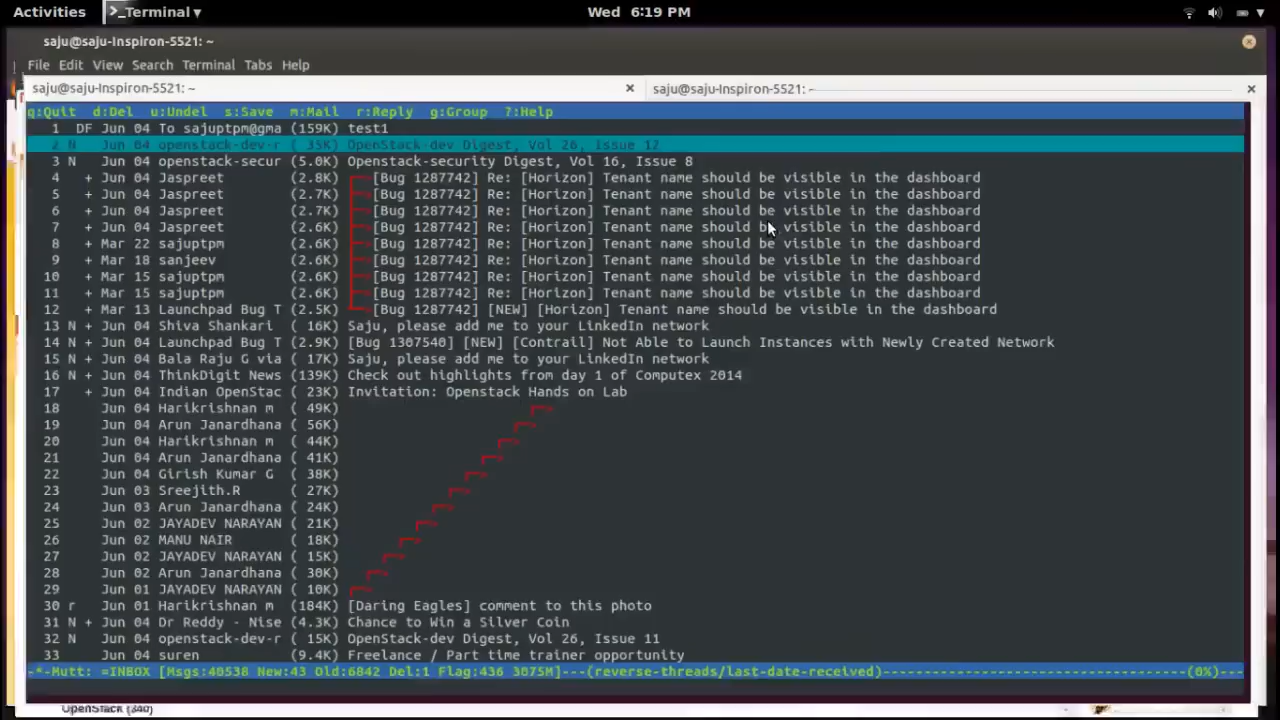 Activities >_Terminal ▾ Wed 6:19 PM
saju@saju-Inspiron-5521: ~
File Edit View Search Terminal Tabs Help
saju@saju-Inspiron-5521: ~ × saju@saju-Inspiron-5521: ~ ×
q:Quit d:Del u:Undel s:Save m:Mail r:Reply g:Group ?:Help
1 DF Jun 04 To sajuptpm@gma (159K) test1
2 N Jun 04 openstack-dev-r ( 35K) OpenStack-dev Digest, Vol 26, Issue 12
3 N Jun 04 openstack-secur (5.0K) Openstack-security Digest, Vol 16, Issue 8
4 + Jun 04 Jaspreet (2.8K) [Bug 1287742] Re: [Horizon] Tenant name should be visible in the dashboard
5 + Jun 04 Jaspreet (2.7K) [Bug 1287742] Re: [Horizon] Tenant name should be visible in the dashboard
6 + Jun 04 Jaspreet (2.7K) [Bug 1287742] Re: [Horizon] Tenant name should be visible in the dashboard
7 + Jun 04 Jaspreet (2.6K) [Bug 1287742] Re: [Horizon] Tenant name should be visible in the dashboard
8 + Mar 22 sajuptpm (2.6K) [Bug 1287742] Re: [Horizon] Tenant name should be visible in the dashboard
9 + Mar 18 sanjeev (2.6K) [Bug 1287742] Re: [Horizon] Tenant name should be visible in the dashboard
10 + Mar 15 sajuptpm (2.6K) [Bug 1287742] Re: [Horizon] Tenant name should be visible in the dashboard
11 + Mar 15 sajuptpm (2.6K) [Bug 1287742] Re: [Horizon] Tenant name should be visible in the dashboard
12 + Mar 13 Launchpad Bug T (2.5K) [Bug 1287742] [NEW] [Horizon] Tenant name should be visible in the dashboard
13 N + Jun 04 Shiva Shankari ( 16K) Saju, please add me to your LinkedIn network
14 N + Jun 04 Launchpad Bug T (2.9K) [Bug 1307540] [NEW] [Contrail] Not Able to Launch Instances with Newly Created Network
15 N + Jun 04 Bala Raju G via ( 17K) Saju, please add me to your LinkedIn network
16 N + Jun 04 ThinkDigit News (139K) Check out highlights from day 1 of Computex 2014
17 + Jun 04 Indian OpenStac ( 23K) Invitation: Openstack Hands on Lab
18 Jun 04 Harikrishnan m ( 49K)
19 Jun 04 Arun Janardhana ( 56K)
20 Jun 04 Harikrishnan m ( 44K)
21 Jun 04 Arun Janardhana ( 41K)
22 Jun 04 Girish Kumar G ( 38K)
23 Jun 03 Sreejith.R ( 27K)
24 Jun 03 Arun Janardhana ( 24K)
25 Jun 02 JAYADEV NARAYAN ( 21K)
26 Jun 02 MANU NAIR ( 18K)
27 Jun 02 JAYADEV NARAYAN ( 15K)
28 Jun 02 Arun Janardhana ( 30K)
29 Jun 01 JAYADEV NARAYAN ( 10K)
30 r Jun 01 Harikrishnan m (184K) [Daring Eagles] comment to this photo
31 N + Jun 04 Dr Reddy - Nise (4.3K) Chance to Win a Silver Coin
32 N Jun 04 openstack-dev-r ( 15K) OpenStack-dev Digest, Vol 26, Issue 11
33 Jun 04 suren (9.4K) Freelance / Part time trainer opportunity
-*-Mutt: =INBOX [Msgs:40538 New:43 Old:6842 Del:1 Flag:436 3875M]---(reverse-threads/last-date-received)-------------------------------------(0%)---
OpenStack (340)